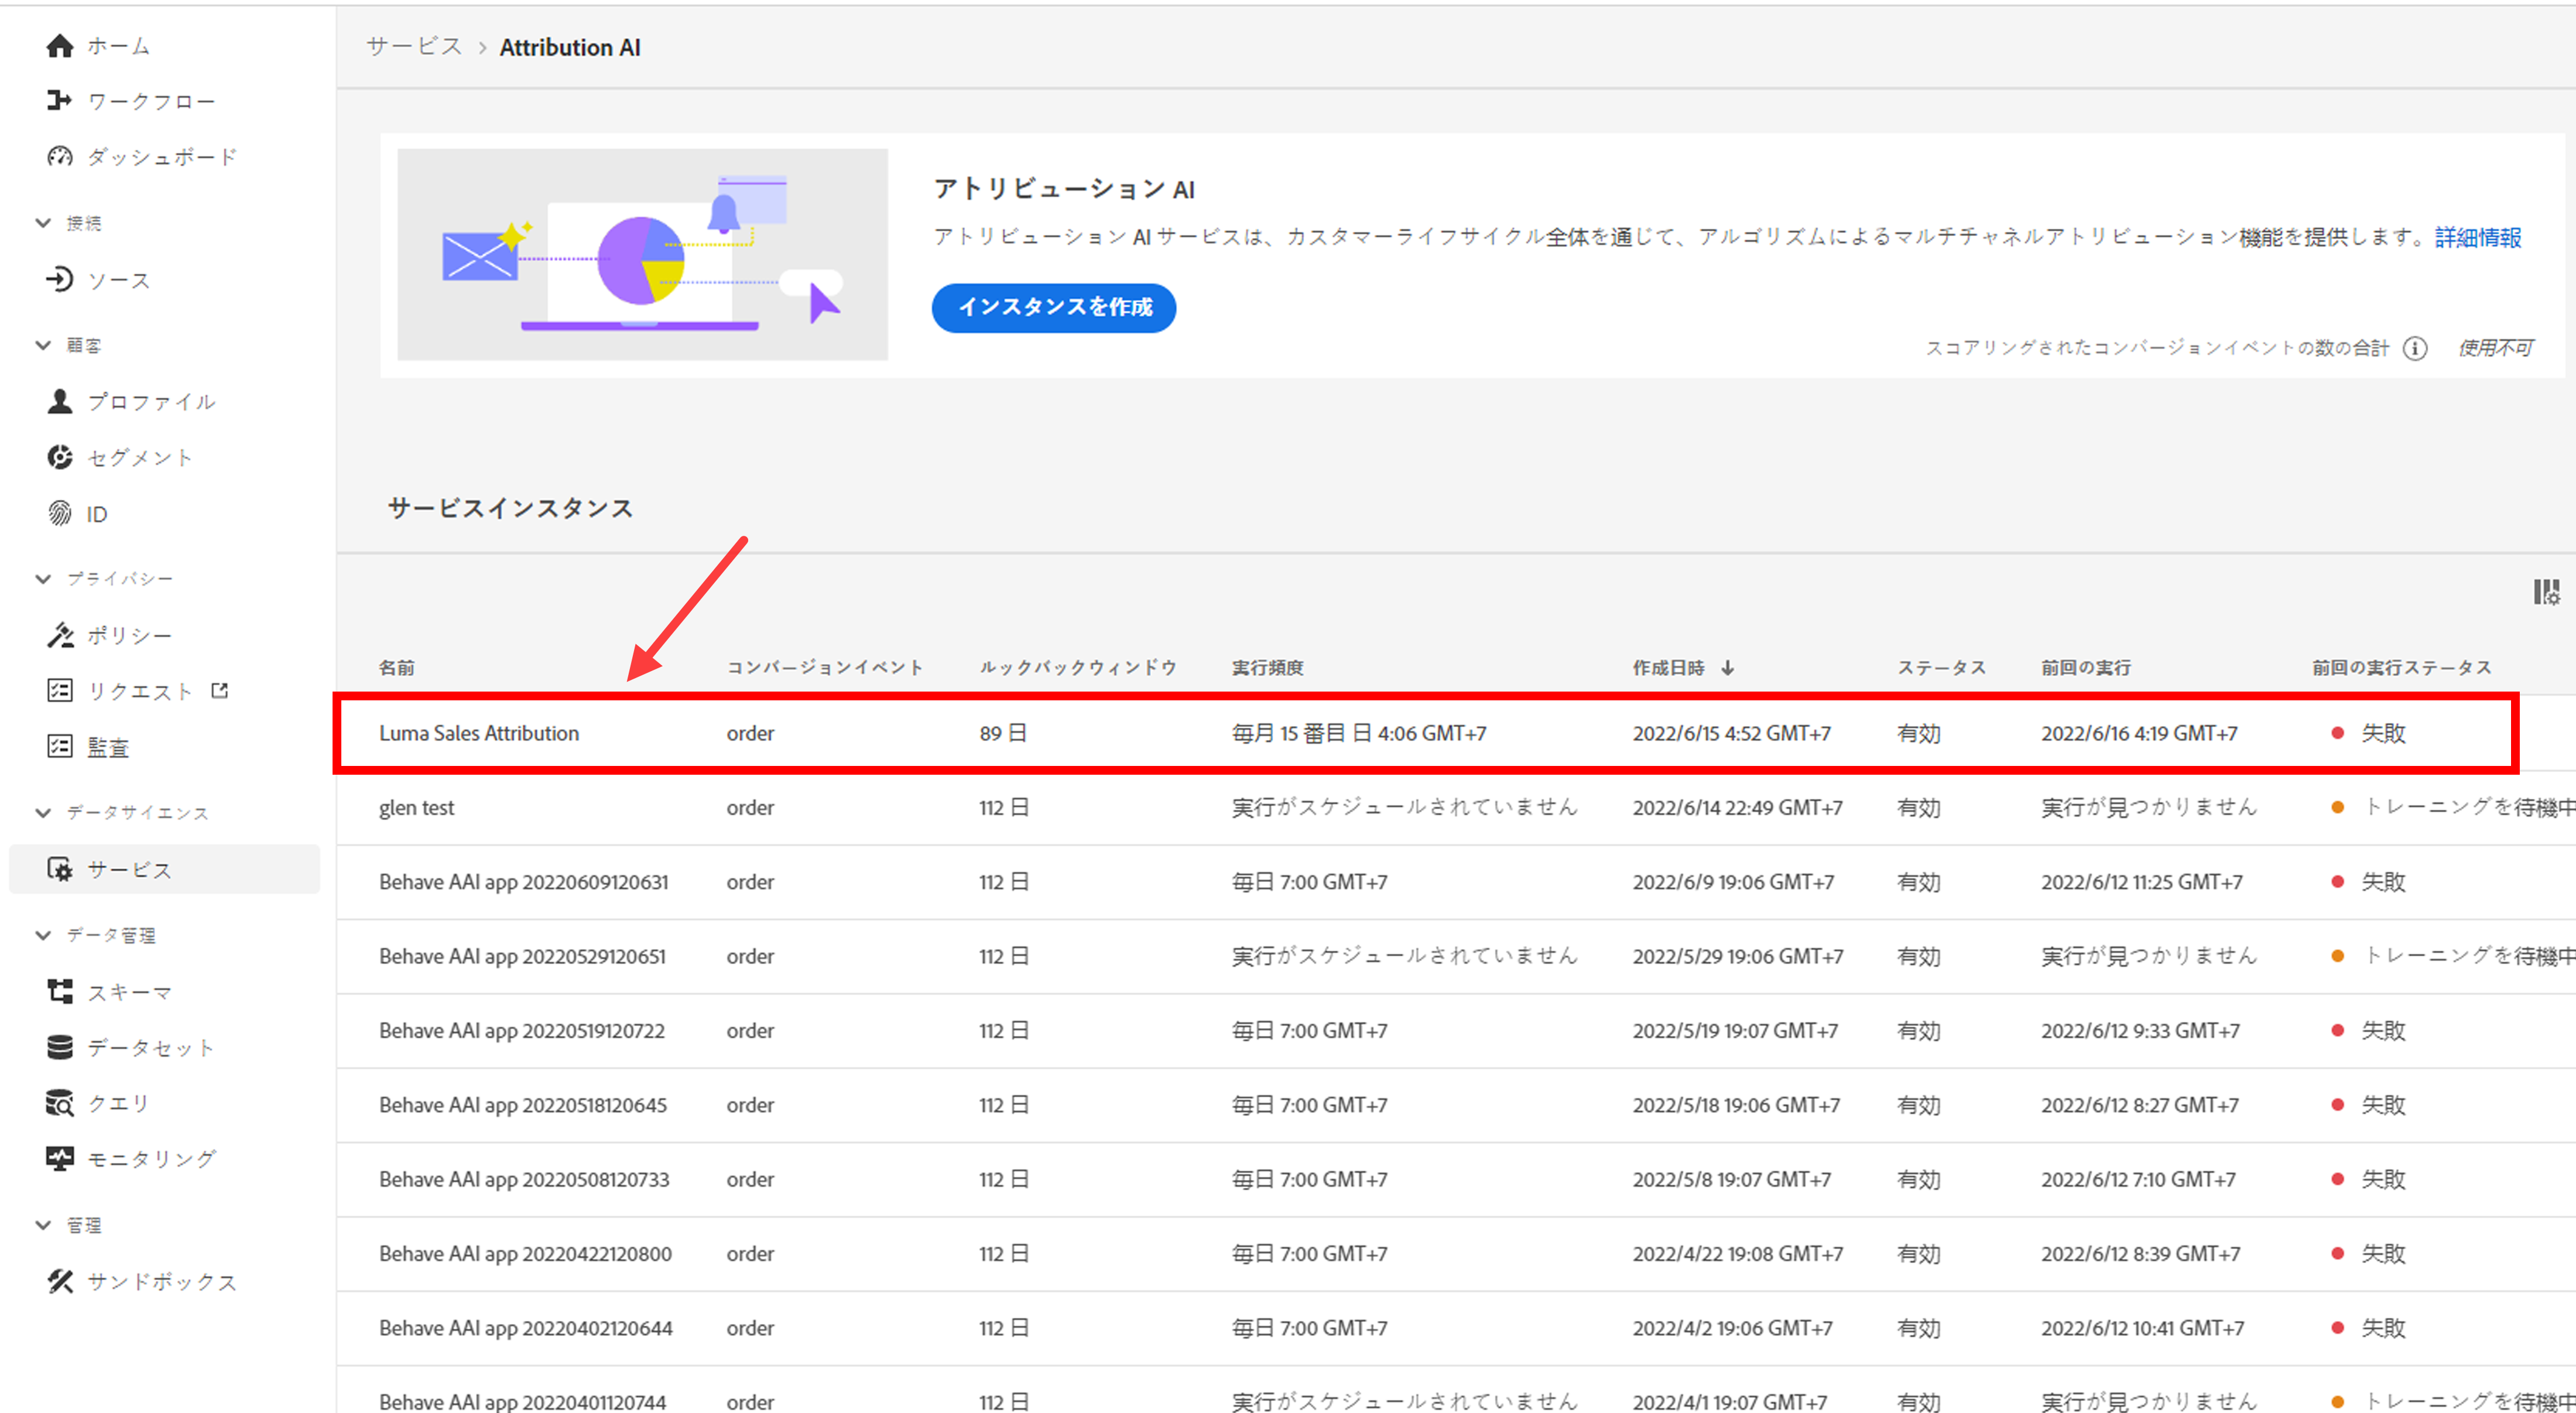 ホーム
ワークフロー
ダッシュボード
接続
ソース
顧客
プロファイル
セグメント
ID
プライバシー
ポリシー
リクエスト
監査
データサイエンス
サービス
データ管理
スキーマ
データセット
クエリ
モニタリング
管理
サンドボックス
サービス › Attribution AI
アトリビューション AI
アトリビューション AI サービスは、カスタマーライフサイクル全体を通じて、アルゴリズムによるマルチチャネルアトリビューション機能を提供します。詳細情報
インスタンスを作成
スコアリングされたコンバージョンイベントの数の合計 使用不可
サービスインスタンス
名前 コンバージョンイベント ルックバックウィンドウ 実行頻度 作成日時 ↓ ステータス 前回の実行 前回の実行ステータス
Luma Sales Attribution order 89 日 毎月 15 番目 日 4:06 GMT+7 2022/6/15 4:52 GMT+7 有効 2022/6/16 4:19 GMT+7 失敗
glen test order 112 日 実行がスケジュールされていません 2022/6/14 22:49 GMT+7 有効 実行が見つかりません トレーニングを待機中
Behave AAI app 20220609120631 order 112 日 毎日 7:00 GMT+7 2022/6/9 19:06 GMT+7 有効 2022/6/12 11:25 GMT+7 失敗
Behave AAI app 20220529120651 order 112 日 実行がスケジュールされていません 2022/5/29 19:06 GMT+7 有効 実行が見つかりません トレーニングを待機中
Behave AAI app 20220519120722 order 112 日 毎日 7:00 GMT+7 2022/5/19 19:07 GMT+7 有効 2022/6/12 9:33 GMT+7 失敗
Behave AAI app 20220518120645 order 112 日 毎日 7:00 GMT+7 2022/5/18 19:06 GMT+7 有効 2022/6/12 8:27 GMT+7 失敗
Behave AAI app 20220508120733 order 112 日 毎日 7:00 GMT+7 2022/5/8 19:07 GMT+7 有効 2022/6/12 7:10 GMT+7 失敗
Behave AAI app 20220422120800 order 112 日 毎日 7:00 GMT+7 2022/4/22 19:08 GMT+7 有効 2022/6/12 8:39 GMT+7 失敗
Behave AAI app 20220402120644 order 112 日 毎日 7:00 GMT+7 2022/4/2 19:06 GMT+7 有効 2022/6/12 10:41 GMT+7 失敗
Behave AAI app 20220401120744 order 112 日 実行がスケジュールされていません 2022/4/1 19:07 GMT+7 有効 実行が見つかりません トレーニングを待機中